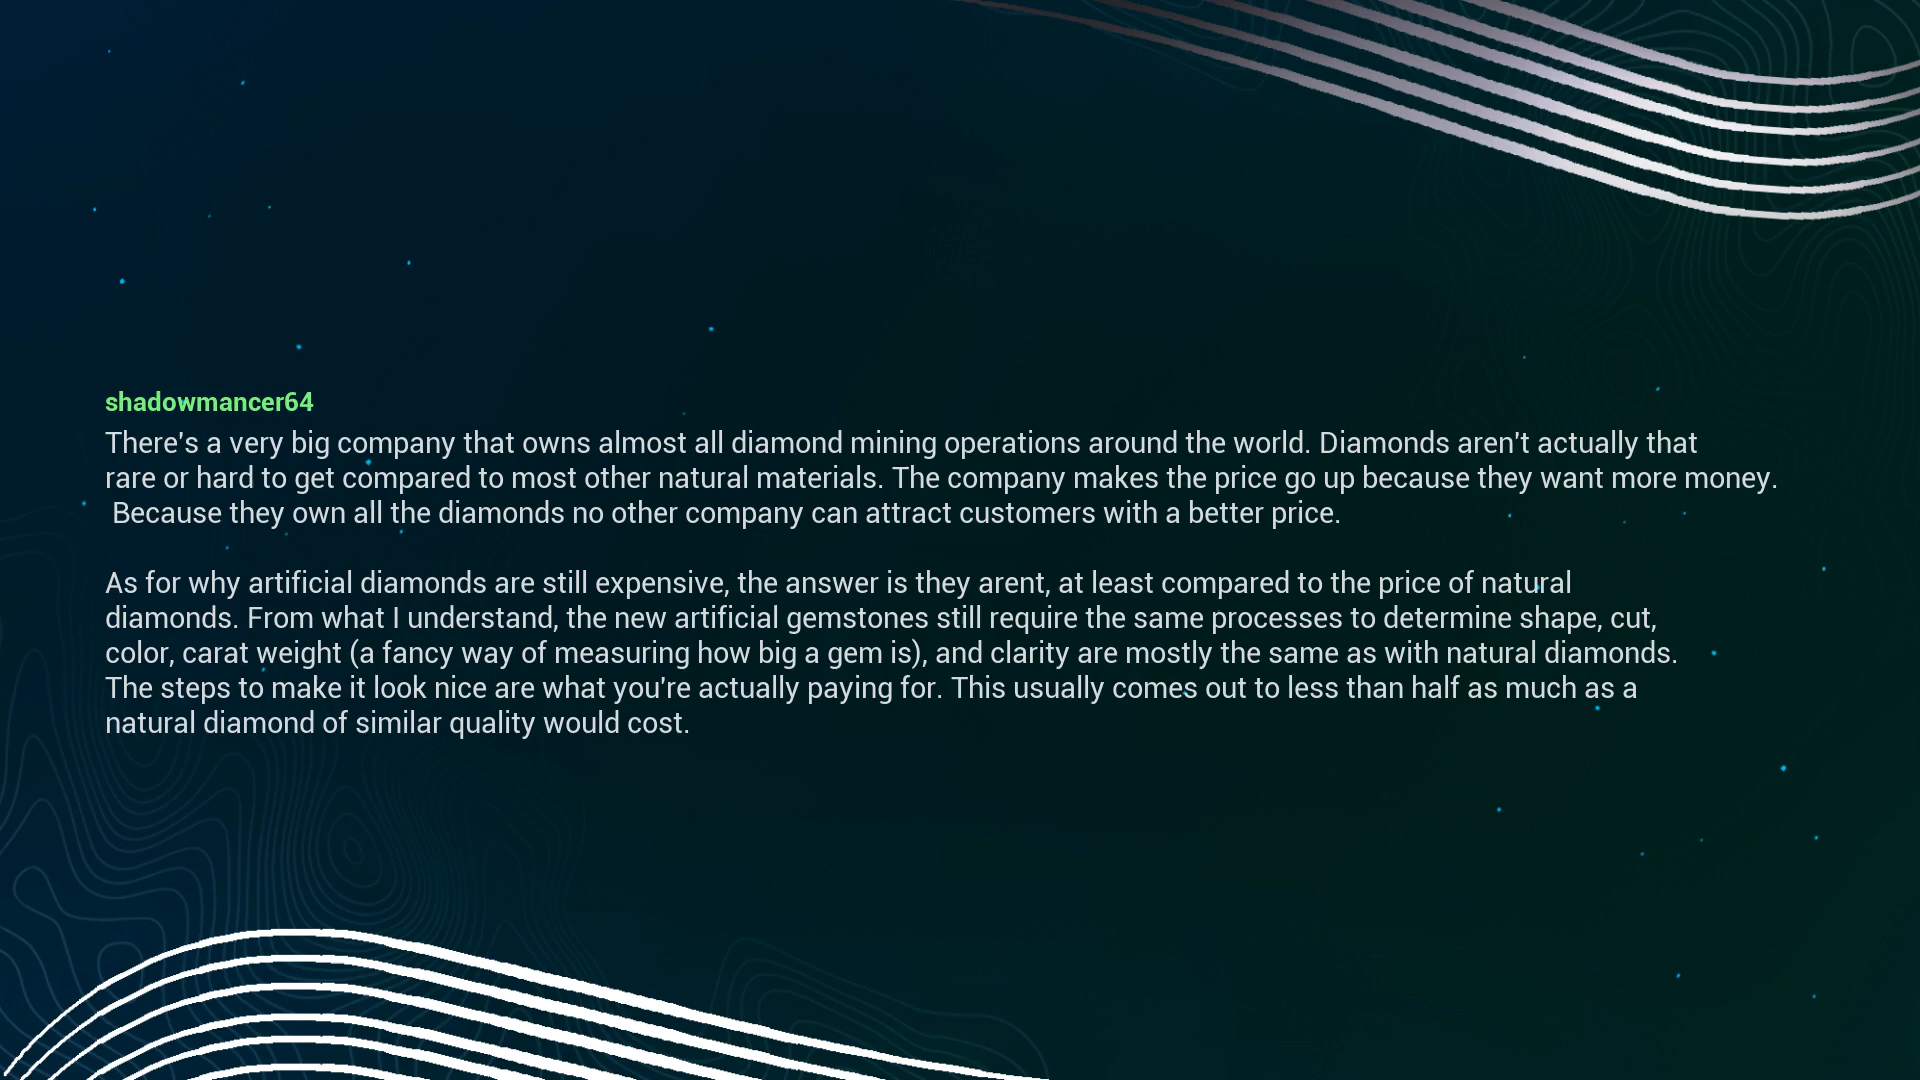 shadowmancer64
There's a very big company that owns almost all diamond mining operations around the world. Diamonds aren't actually that
rare or hard to get compared to most other natural materials. The company makes the price go up because they want more money.
Because they own all the diamonds no other company can attract customers with a better price.
As for why artificial diamonds are still expensive, the answer is they arent, at least compared to the price of natural
diamonds. From what I understand, the new artificial gemstones still require the same processes to determine shape, cut,
color, carat weight (a fancy way of measuring how big a gem is), and clarity are mostly the same as with natural diamonds.
The steps to make it look nice are what you're actually paying for. This usually comes out to less than half as much as a
natural diamond of similar quality would cost.